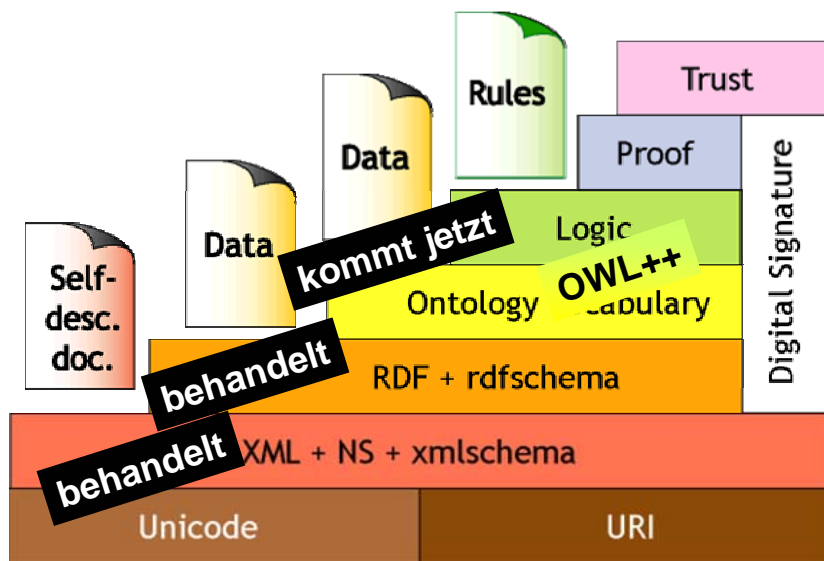 Trust
Rules
Proof
Data
Digital Signature
Data
kommt jetzt
Logic
OWL++
Self-
desc.
doc.
Ontology
behandelt
RDF + rdfschema
behandelt
XML + NS + xmlschema
Unicode
URI